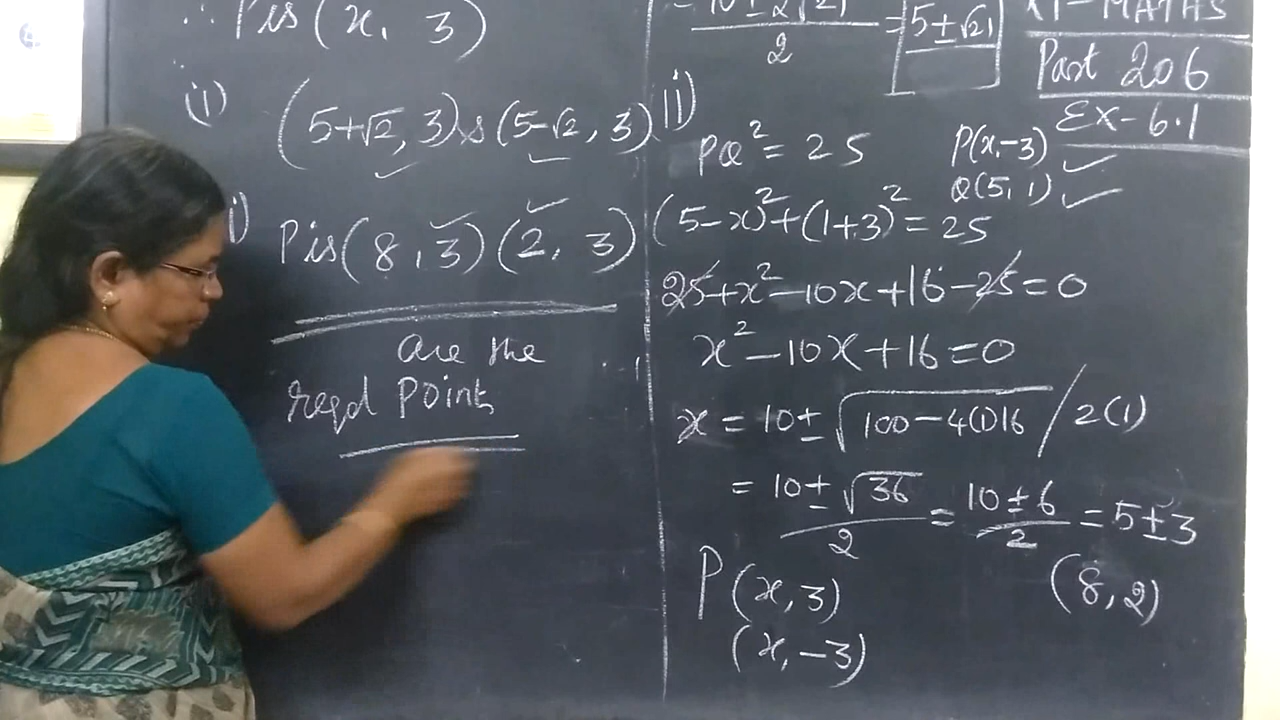 ∴ P is (x, 3)
(i) (5+√2, 3) & (5-√2, 3)
P is (8, 3) (2, 3)
are the
reqd Points
= 10 ± 2√21 / 2 = 5 ± √21
ii)
PQ² = 25
P(x, -3)
Q(5, 1)
(5-x)² + (1+3)² = 25
25 + x² - 10x + 16 - 25 = 0
x² - 10x + 16 = 0
x = 10 ± √100 - 4(1)16 / 2(1)
= 10 ± √36 / 2 = 10 ± 6 / 2 = 5 ± 3
(8, 2)
P (x, 3)
(x, -3)
XI - MATHS
Part 206
EX - 6.1